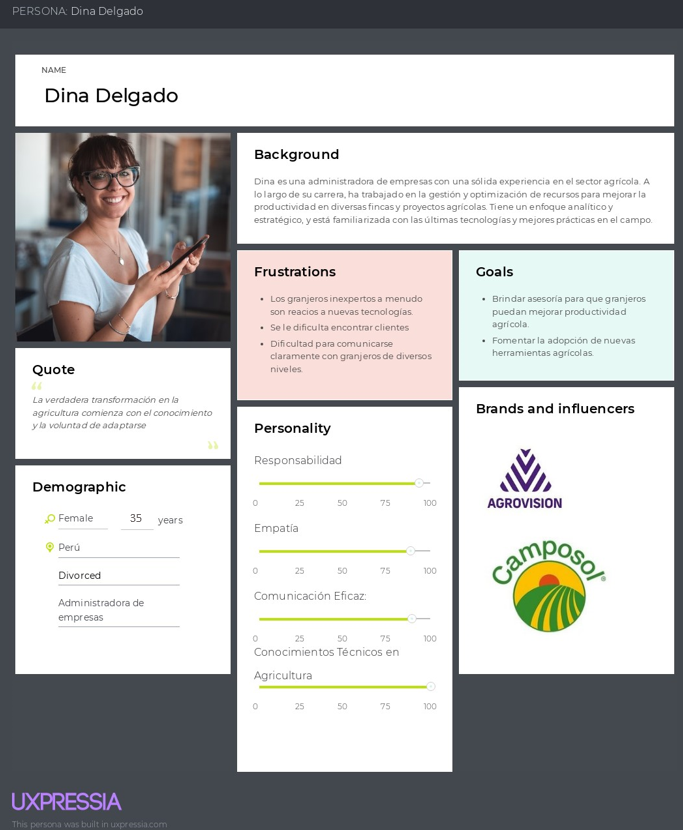 PERSONA: Dina Delgado
NAME
Dina Delgado
Background
Dina es una administradora de empresas con una sólida experiencia en el sector agrícola. A
lo largo de su carrera, ha trabajado en la gestión y optimización de recursos para mejorar la
productividad en diversas fincas y proyectos agrícolas. Tiene un enfoque analítico y
estratégico, y está familiarizada con las últimas tecnologías y mejores prácticas en el campo.
Frustrations
• Los granjeros inexpertos a menudo
son reacios a nuevas tecnologías.
• Se le dificulta encontrar clientes
• Dificultad para comunicarse
claramente con granjeros de diversos
niveles.
Goals
• Brindar asesoría para que granjeros
puedan mejorar productividad
agrícola.
• Fomentar la adopción de nuevas
herramientas agrícolas.
Quote
“
La verdadera transformación en la
agricultura comienza con el conocimiento
y la voluntad de adaptarse
”
Demographic
Female 35 years
Perú
Divorced
Administradora de
empresas
Personality
Responsabilidad
0 25 50 75 100
Empatía
0 25 50 75 100
Comunicación Eficaz:
0 25 50 75 100
Conocimientos Técnicos en
Agricultura
0 25 50 75 100
Brands and influencers
AGROVISION
Camposol®
UXPRESSIA
This persona was built in uxpressia.com